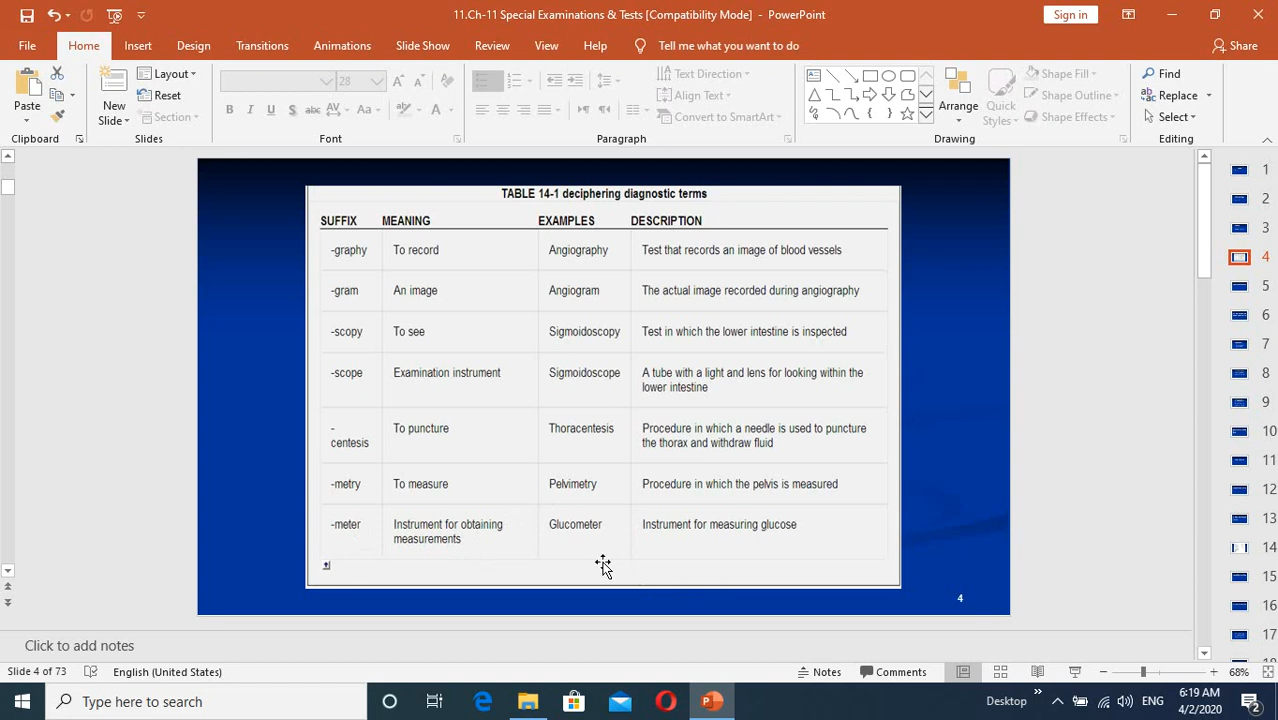 11.Ch-11 Special Examinations & Tests [Compatibility Mode] - PowerPoint
Sign in
File Home Insert Design Transitions Animations Slide Show Review View Help Tell me what you want to do Share
Paste
Clipboard
New Slide
Layout
Reset
Section
Slides
28
B I U S abc AV Aa A
Font
Text Direction
Align Text
Convert to SmartArt
Paragraph
Arrange
Quick Styles
Shape Fill
Shape Outline
Shape Effects
Drawing
Find
Replace
Select
Editing
TABLE 14-1 deciphering diagnostic terms
SUFFIX MEANING EXAMPLES DESCRIPTION
-graphy To record Angiography Test that records an image of blood vessels
-gram An image Angiogram The actual image recorded during angiography
-scopy To see Sigmoidoscopy Test in which the lower intestine is inspected
-scope Examination instrument Sigmoidoscope A tube with a light and lens for looking within the
lower intestine
- To puncture Thoracentesis Procedure in which a needle is used to puncture
centesis the thorax and withdraw fluid
-metry To measure Pelvimetry Procedure in which the pelvis is measured
-meter Instrument for obtaining Glucometer Instrument for measuring glucose
measurements
4
1
2
3
4
5
6
7
8
9
10
11
12
13
14
15
16
17
Click to add notes
Slide 4 of 73 English (United States) Notes Comments 68%
Type here to search
Desktop
ENG
6:19 AM
4/2/2020
2